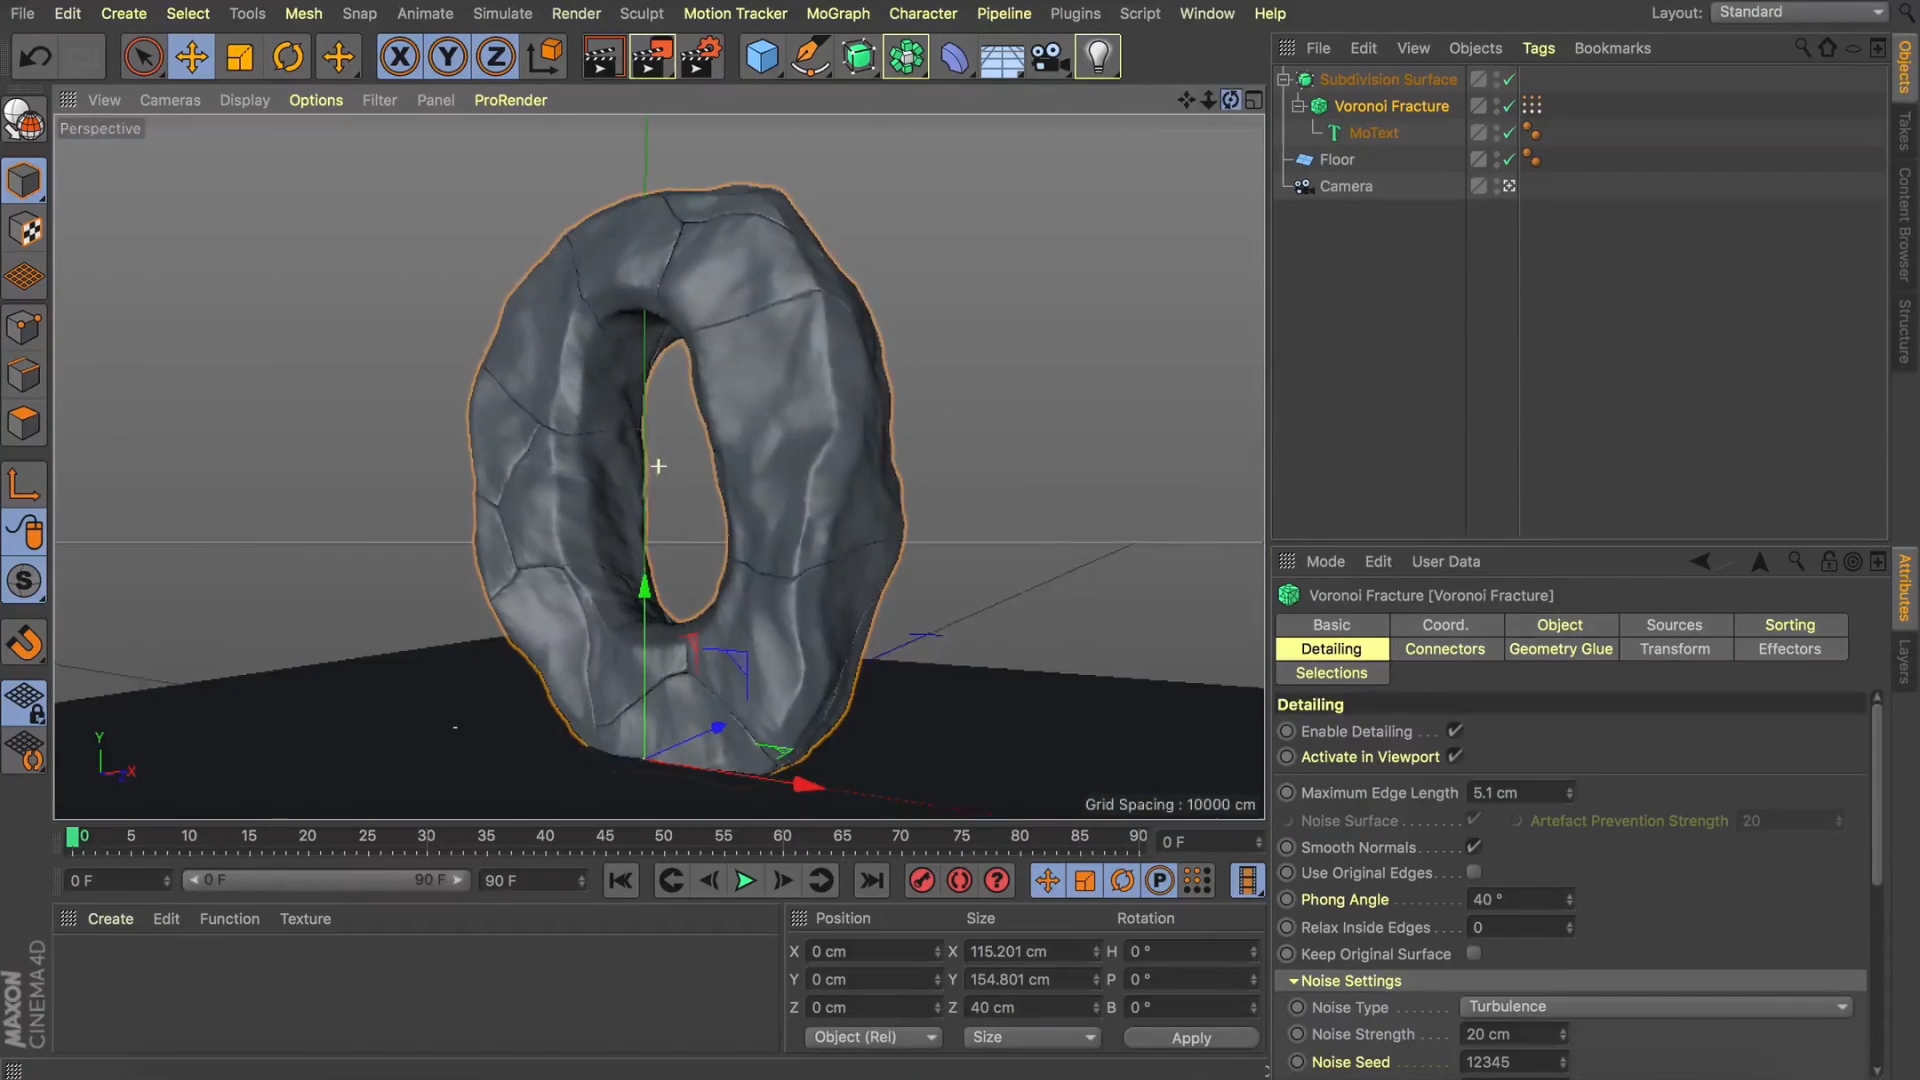 File Edit Create Select Tools Mesh Snap Animate Simulate Render Sculpt Motion Tracker MoGraph Character Pipeline Plugins Script Window Help Layout: Standard
X Y Z
File Edit View Objects Tags Bookmarks
Subdivision Surface
Voronoi Fracture
MoText
Floor
Camera
View Cameras Display Options Filter Panel ProRender
Perspective
Y
X
Z
Grid Spacing : 10000 cm
0 5 10 15 20 25 30 35 40 45 50 55 60 65 70 75 80 85 90 0 F
0 F 0 F 90 F 90 F
Create Edit Function Texture
Position Size Rotation
X 0 cm X 115.201 cm H 0 °
Y 0 cm Y 154.801 cm P 0 °
Z 0 cm Z 40 cm B 0 °
Object (Rel) Size Apply
MAXON
CINEMA4D
Mode Edit User Data
Voronoi Fracture [Voronoi Fracture]
Basic Coord. Object Sources Sorting
Detailing Connectors Geometry Glue Transform Effectors
Selections
Detailing
Enable Detailing . . .
Activate in Viewport
Maximum Edge Length 5.1 cm
Noise Surface . . . . . . . . Artefact Prevention Strength 20
Smooth Normals. . . . . .
Use Original Edges. . . .
Phong Angle . . . . . . . . . 40 °
Relax Inside Edges . . . . 0
Keep Original Surface
Noise Settings
Noise Type . . . . . . . Turbulence
Noise Strength . . . . 20 cm
Noise Seed . . . . . . . 12345
Objects
Takes
Content Browser
Structure
Attributes
Layers